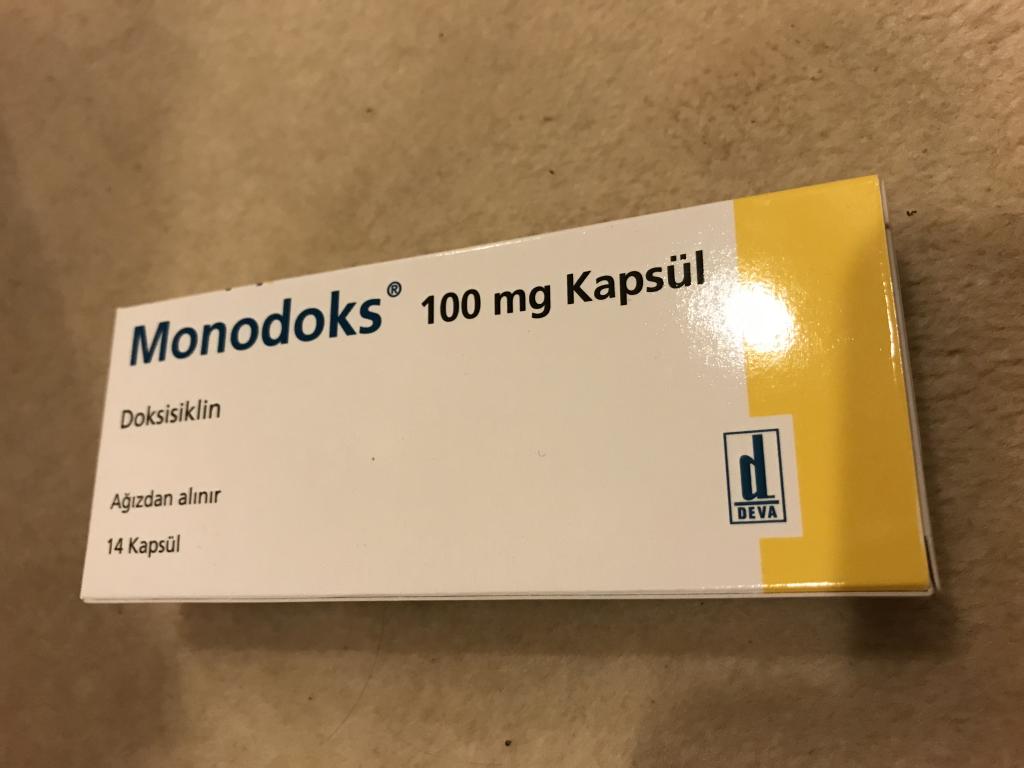 Monodoks® 100 mg Kapsül
Doksisiklin
Ağızdan alınır
14 Kapsül
d
DEVA